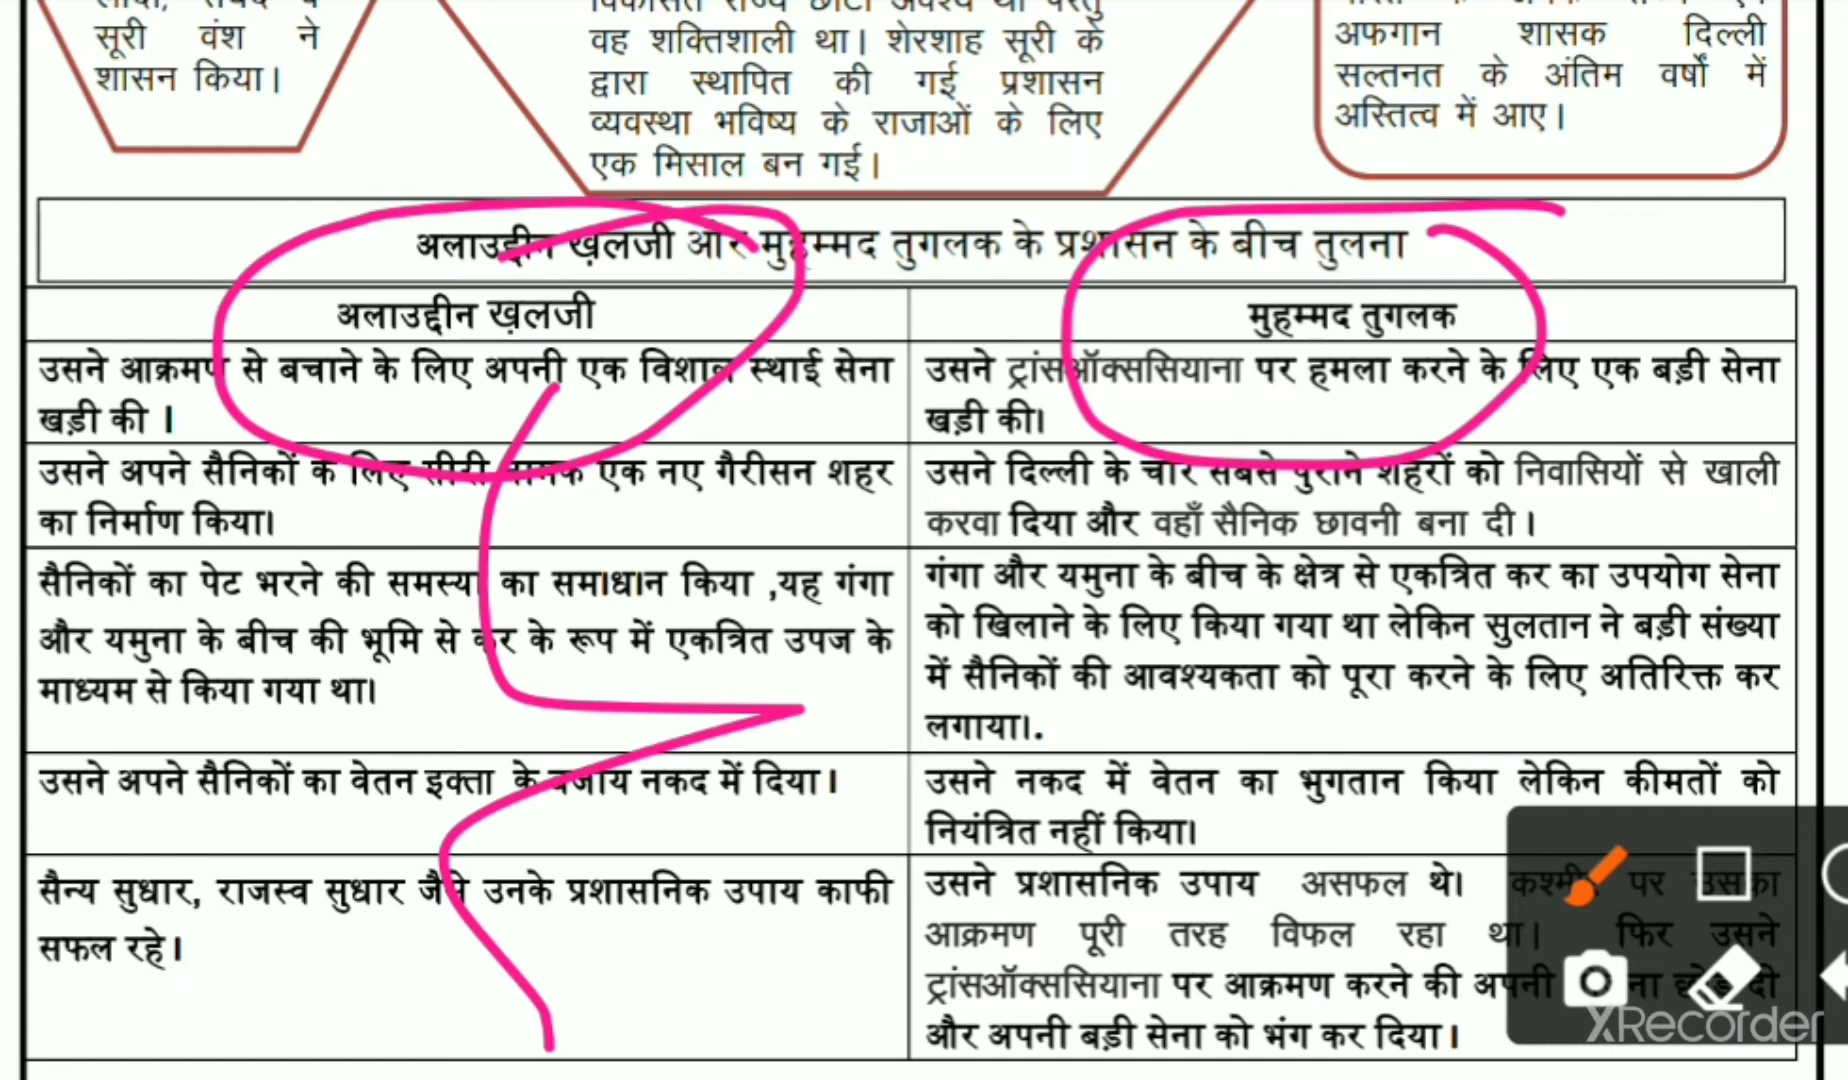 सूरी वंश ने
शासन किया।
वह शक्तिशाली था। शेरशाह सूरी के
द्वारा स्थापित की गई प्रशासन
व्यवस्था भविष्य के राजाओं के लिए
एक मिसाल बन गई।
अफगान शासक दिल्ली
सल्तनत के अंतिम वर्षों में
अस्तित्व में आए।
अलाउद्दीन ख़लजी और मुहम्मद तुगलक के प्रशासन के बीच तुलना
अलाउद्दीन ख़लजी
मुहम्मद तुगलक
उसने आक्रमण से बचाने के लिए अपनी एक विशाल स्थाई सेना
खड़ी की ।
उसने ट्रांसऑक्ससियाना पर हमला करने के लिए एक बड़ी सेना
खड़ी की।
उसने अपने सैनिकों के लिए सीरी नामक एक नए गैरीसन शहर
का निर्माण किया।
उसने दिल्ली के चार सबसे पुराने शहरों को निवासियों से खाली
करवा दिया और वहाँ सैनिक छावनी बना दी।
सैनिकों का पेट भरने की समस्या का समाधान किया ,यह गंगा
और यमुना के बीच की भूमि से कर के रूप में एकत्रित उपज के
माध्यम से किया गया था।
गंगा और यमुना के बीच के क्षेत्र से एकत्रित कर का उपयोग सेना
को खिलाने के लिए किया गया था लेकिन सुलतान ने बड़ी संख्या
में सैनिकों की आवश्यकता को पूरा करने के लिए अतिरिक्त कर
लगाया।.
उसने अपने सैनिकों का वेतन इक्ता के बजाय नकद में दिया।
उसने नकद में वेतन का भुगतान किया लेकिन कीमतों को
नियंत्रित नहीं किया।
सैन्य सुधार, राजस्व सुधार जैसे उनके प्रशासनिक उपाय काफी
सफल रहे।
उसने प्रशासनिक उपाय असफल थे। कश्मीर पर उसका
आक्रमण पूरी तरह विफल रहा था। फिर उसने
ट्रांसऑक्ससियाना पर आक्रमण करने की अपनी
और अपनी बड़ी सेना को भंग कर दिया।
XRecorder